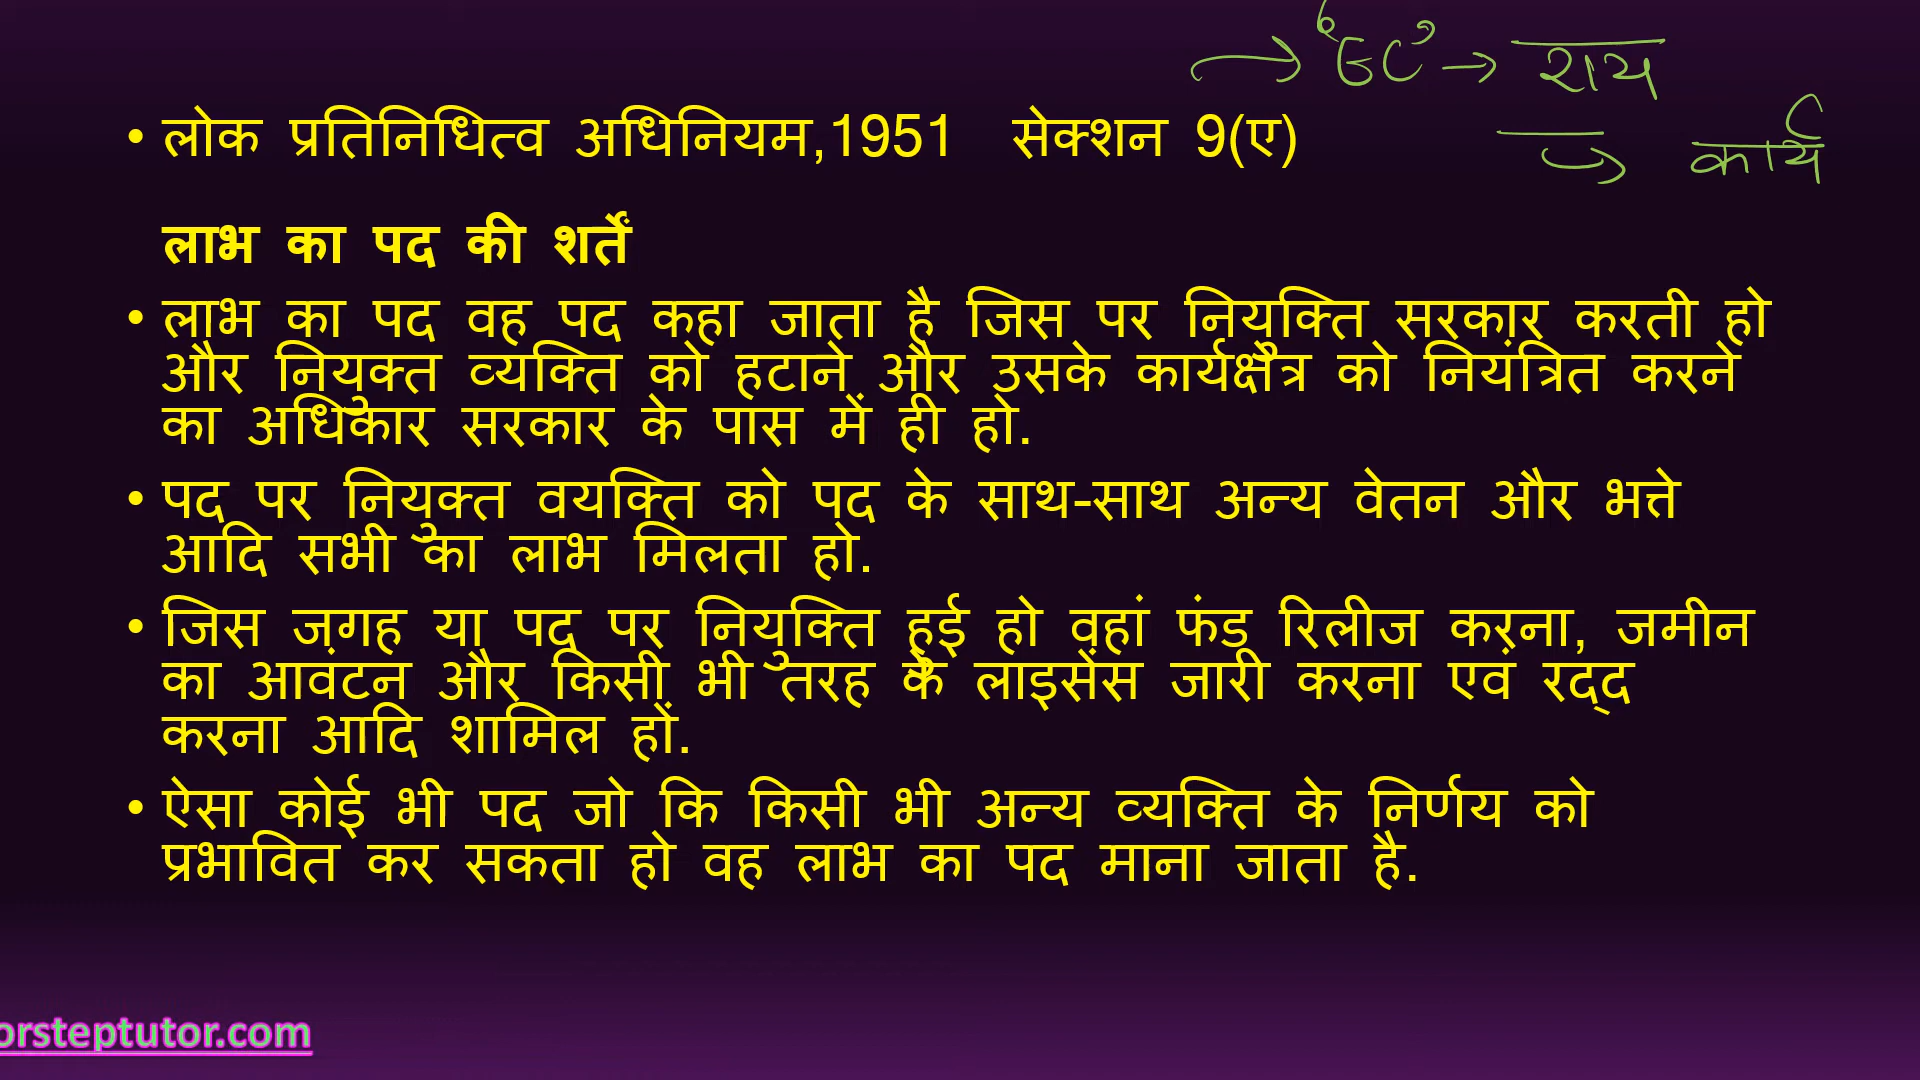 → "EC" → राय
→ कार्य
• लोक प्रतिनिधित्व अधिनियम,1951 सेक्शन 9(ए)
लाभ का पद की शर्तें
• लाभ का पद वह पद कहा जाता है जिस पर नियुक्ति सरकार करती हो
और नियुक्त व्यक्ति को हटाने और उसके कार्यक्षेत्र को नियंत्रित करने
का अधिकार सरकार के पास में ही हो.
• पद पर नियुक्त वयक्ति को पद के साथ-साथ अन्य वेतन और भत्ते
आदि सभी का लाभ मिलता हो.
• जिस जगह या पद पर नियुक्ति हुई हो वहां फंड रिलीज करना, जमीन
का आवंटन और किसी भी तरह के लाइसेंस जारी करना एवं रद्द
करना आदि शामिल हों.
• ऐसा कोई भी पद जो कि किसी भी अन्य व्यक्ति के निर्णय को
प्रभावित कर सकता हो वह लाभ का पद माना जाता है.
orsteptutor.com